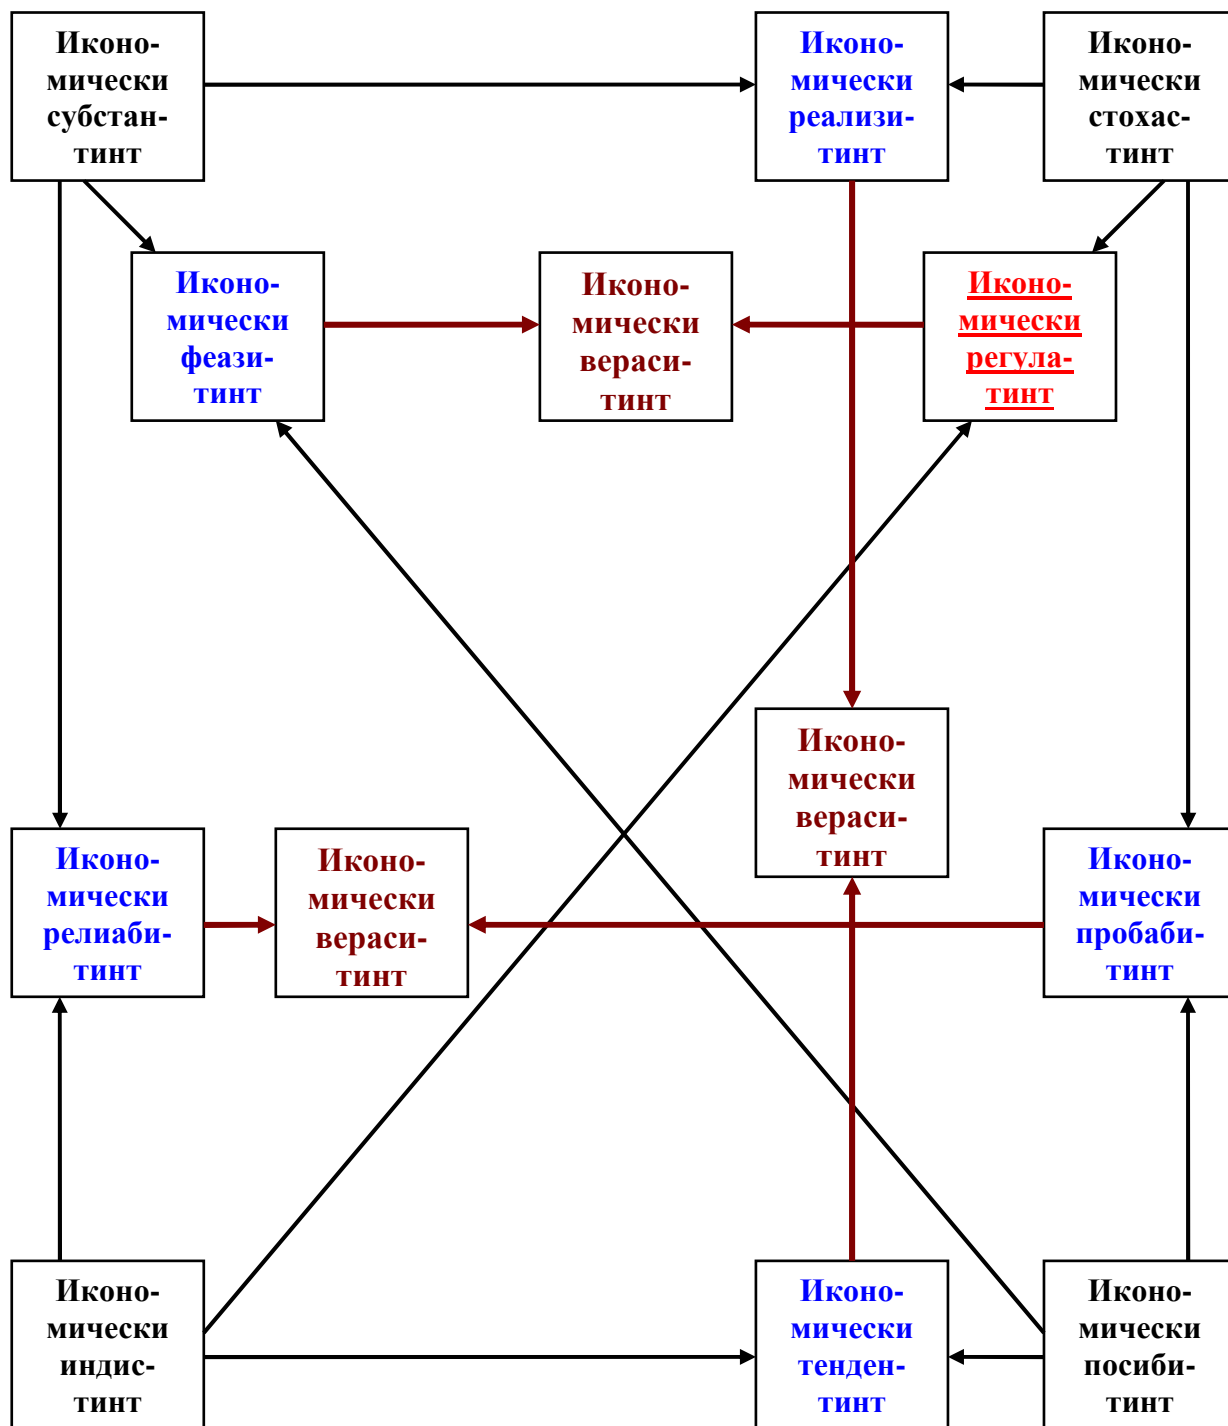 Иконо-
мически
субстан-
тинт
Иконо-
мически
реализи-
тинт
Иконо-
мически
стохас-
тинт
Иконо-
мически
феази-
тинт
Иконо-
мически
вераси-
тинт
Иконо-
мически
регула-
тинт
Иконо-
мически
вераси-
тинт
Иконо-
мически
релиаби-
тинт
Иконо-
мически
вераси-
тинт
Иконо-
мически
пробаби-
тинт
Иконо-
мически
индис-
тинт
Иконо-
мически
тенден-
тинт
Иконо-
мически
посиби-
тинт